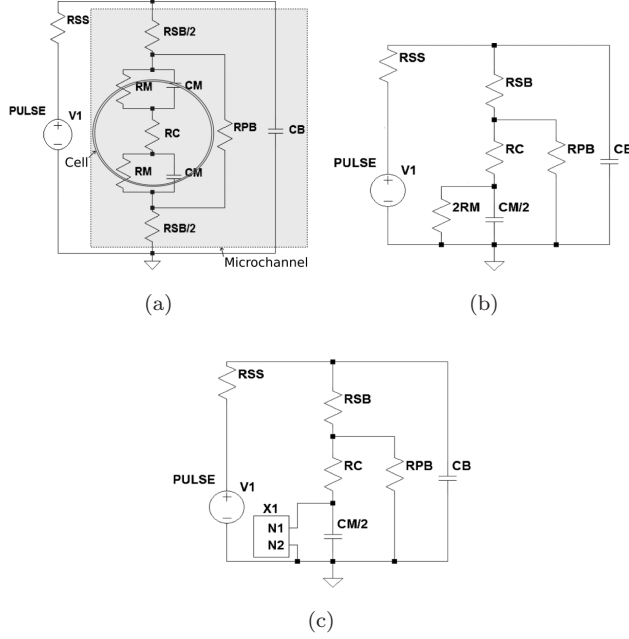 RSS
RSB/2
RM
CM
PULSE
V1
RC
RPB
CB
Cell
RM
CM
RSB/2
Microchannel
(a)
RSS
RSB
PULSE
V1
RC
RPB
CB
2RM
CM/2
(b)
RSS
RSB
PULSE
V1
RC
RPB
CB
X1
N1
N2
CM/2
(c)